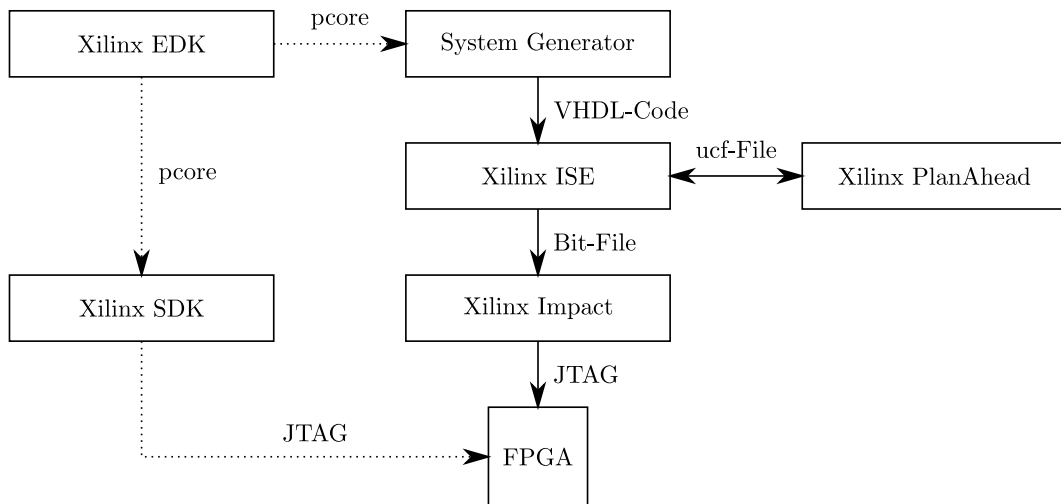 pcore
Xilinx EDK
System Generator
VHDL-Code
ucf-File
Xilinx ISE
Xilinx PlanAhead
pcore
Bit-File
Xilinx SDK
Xilinx Impact
JTAG
JTAG
FPGA